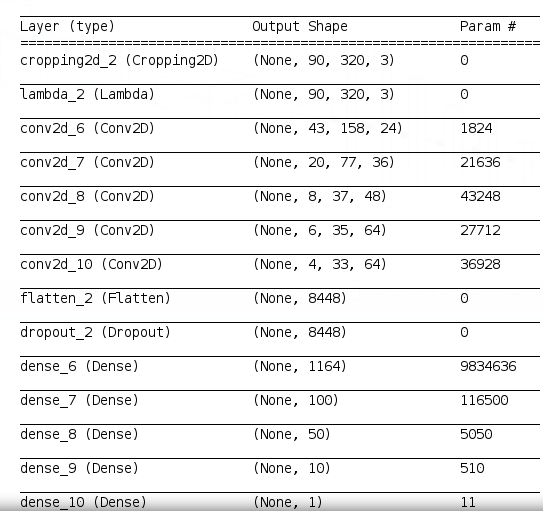 Layer (type) Output Shape Param #
=================================================================
cropping2d_2 (Cropping2D) (None, 90, 320, 3) 0
lambda_2 (Lambda) (None, 90, 320, 3) 0
conv2d_6 (Conv2D) (None, 43, 158, 24) 1824
conv2d_7 (Conv2D) (None, 20, 77, 36) 21636
conv2d_8 (Conv2D) (None, 8, 37, 48) 43248
conv2d_9 (Conv2D) (None, 6, 35, 64) 27712
conv2d_10 (Conv2D) (None, 4, 33, 64) 36928
flatten_2 (Flatten) (None, 8448) 0
dropout_2 (Dropout) (None, 8448) 0
dense_6 (Dense) (None, 1164) 9834636
dense_7 (Dense) (None, 100) 116500
dense_8 (Dense) (None, 50) 5050
dense_9 (Dense) (None, 10) 510
dense_10 (Dense) (None, 1) 11